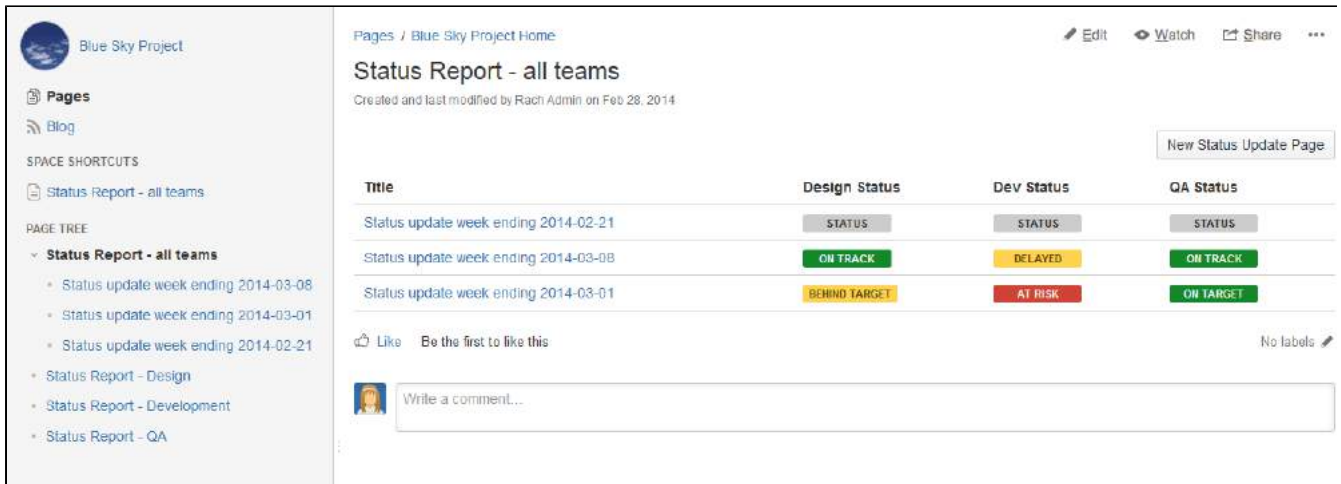 Blue Sky Project
Pages
Blog
SPACE SHORTCUTS
Status Report - all teams
PAGE TREE
Status Report - all teams
Status update week ending 2014-03-08
Status update week ending 2014-03-01
Status update week ending 2014-02-21
Status Report - Design
Status Report - Development
Status Report - QA
Pages / Blue Sky Project Home
Edit Watch Share •••
Status Report - all teams
Created and last modified by Rach Admin on Feb 28, 2014
New Status Update Page
Title Design Status Dev Status QA Status
Status update week ending 2014-02-21 STATUS STATUS STATUS
Status update week ending 2014-03-08 ON TRACK DELAYED ON TRACK
Status update week ending 2014-03-01 BEHIND TARGET AT RISK ON TARGET
Like Be the first to like this No labels
Write a comment...